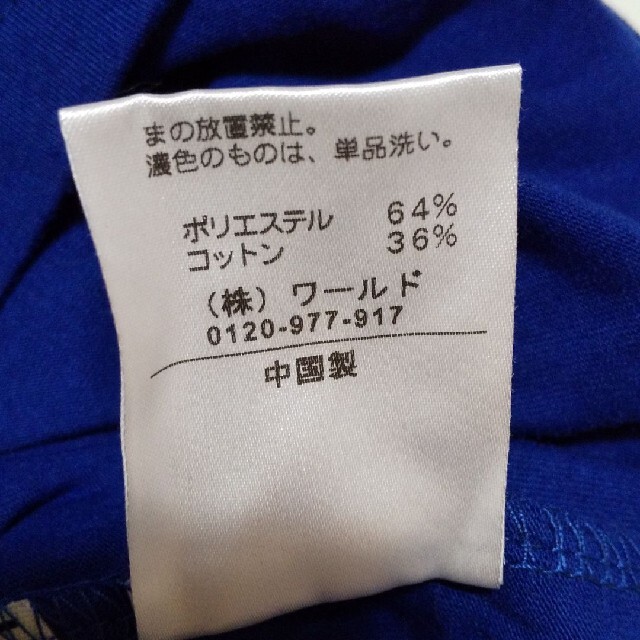 まの放置禁止。
濃色のものは、単品洗い。
ポリエステル 64%
コットン 36%
（株）ワールド
0120-977-917
中国製